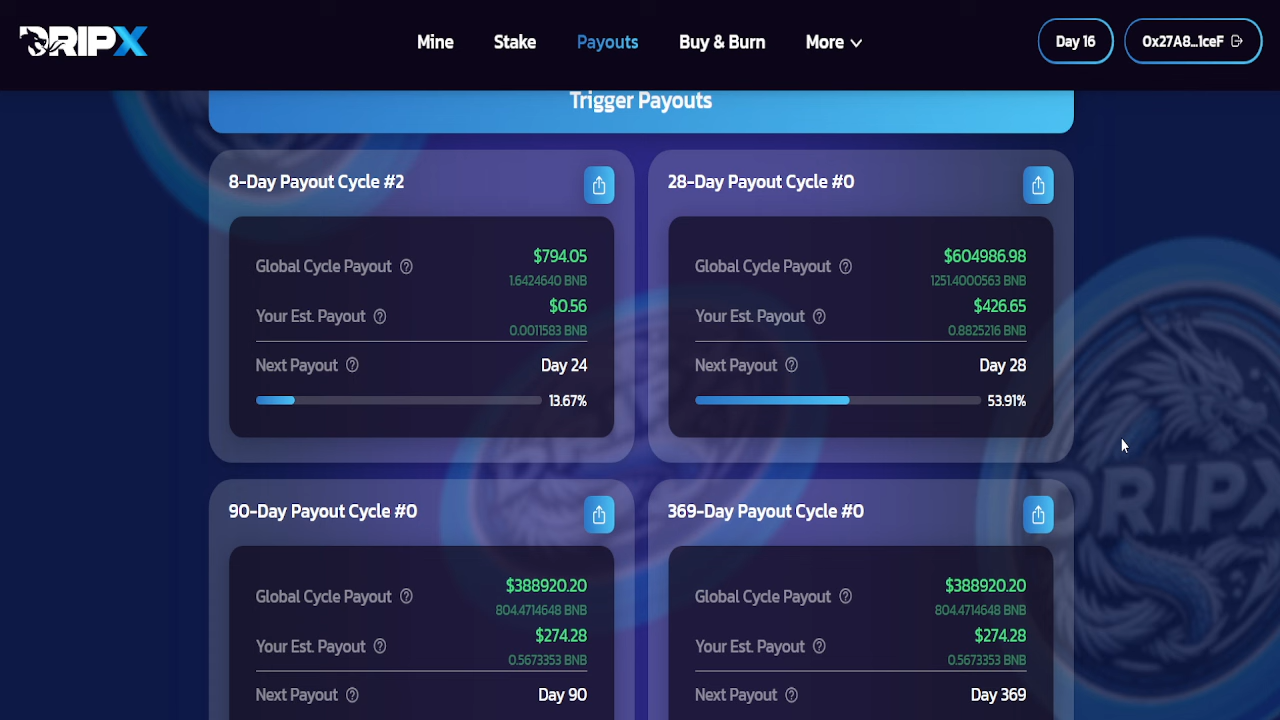 DRIPX
Mine
Stake
Payouts
Buy & Burn
More
Day 16
0x27A8...1ceF
Trigger Payouts
8-Day Payout Cycle #2
Global Cycle Payout
$794.05
1.6424640 BNB
Your Est. Payout
$0.56
0.0011583 BNB
Next Payout
Day 24
13.67%
28-Day Payout Cycle #0
Global Cycle Payout
$604986.98
1251.4000563 BNB
Your Est. Payout
$426.65
0.8825216 BNB
Next Payout
Day 28
53.91%
90-Day Payout Cycle #0
Global Cycle Payout
$388920.20
804.4714648 BNB
Your Est. Payout
$274.28
0.5673353 BNB
Next Payout
Day 90
369-Day Payout Cycle #0
Global Cycle Payout
$388920.20
804.4714648 BNB
Your Est. Payout
$274.28
0.5673353 BNB
Next Payout
Day 369
DRIPX